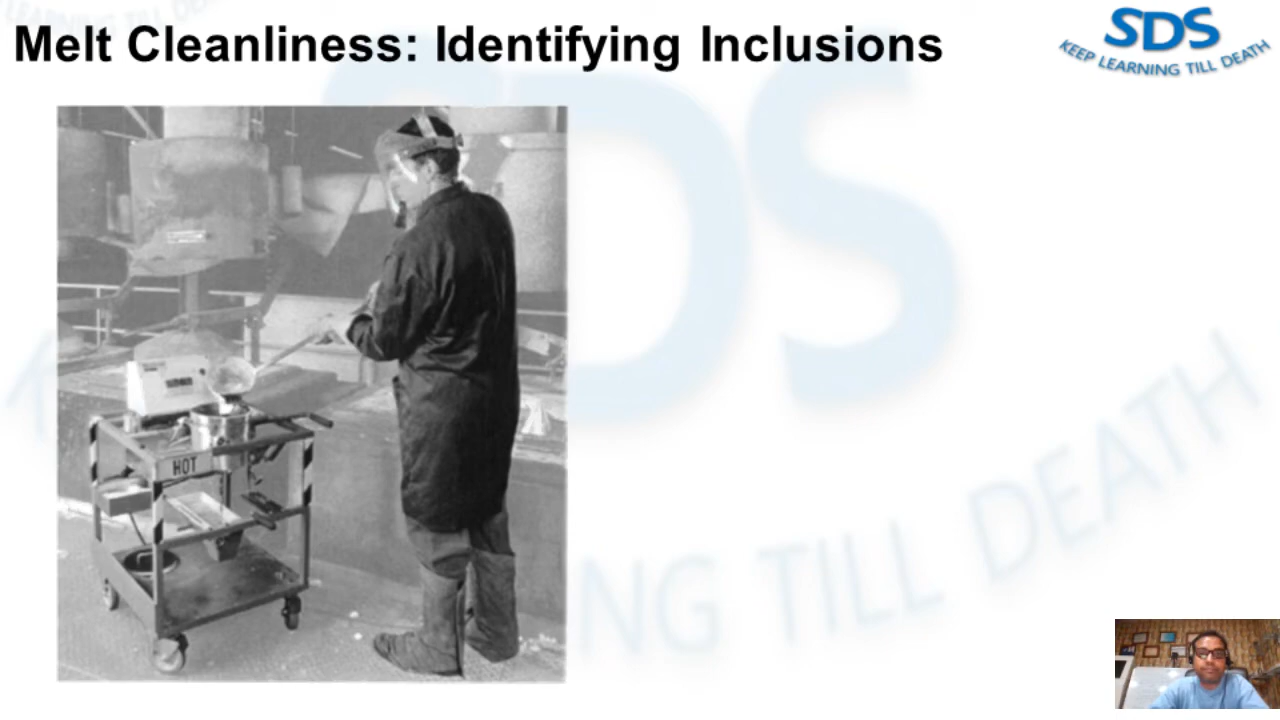 Melt Cleanliness: Identifying Inclusions
SDS
KEEP LEARNING TILL DEATH
HOT